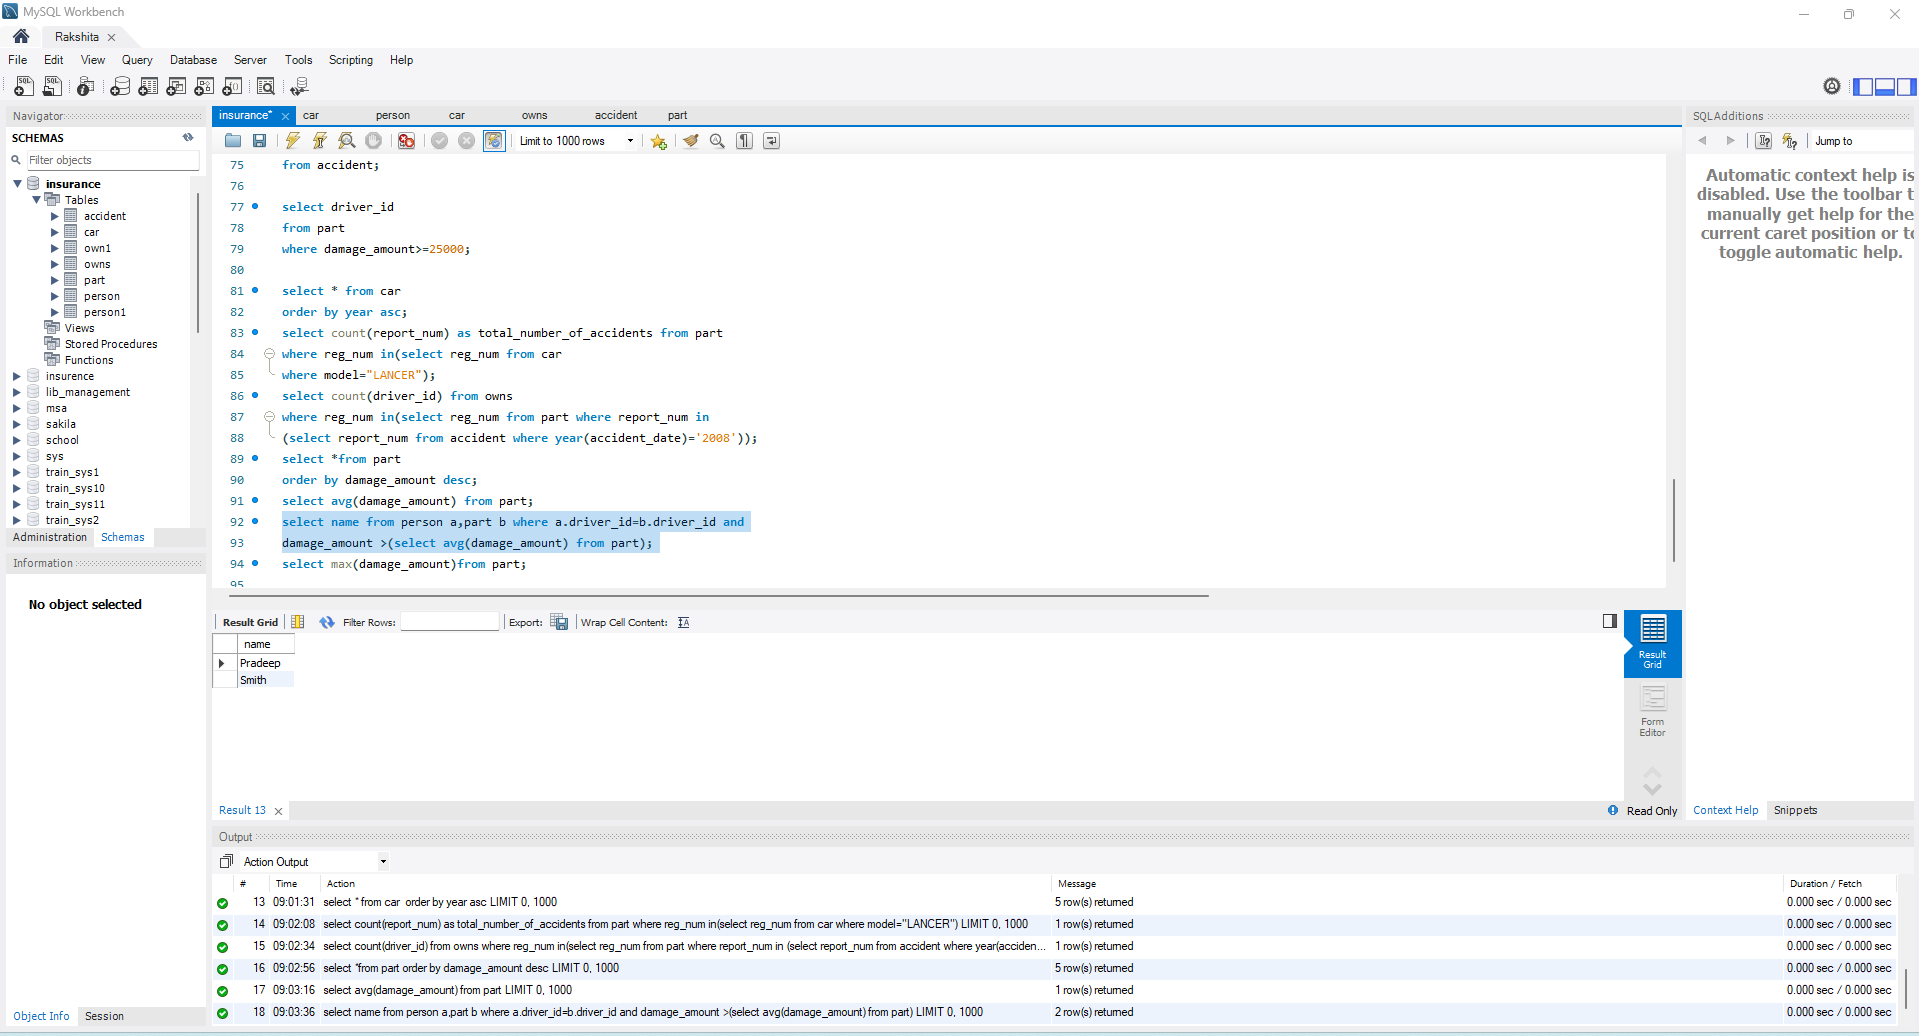 MySQL Workbench
Rakshita
File Edit View Query Database Server Tools Scripting Help
Navigator
SCHEMAS
Filter objects
insurance
Tables
accident
car
own1
owns
part
person
person1
Views
Stored Procedures
Functions
insurence
lib_management
msa
sakila
school
sys
train_sys1
train_sys10
train_sys11
train_sys2
Administration Schemas
Information
No object selected
Object Info Session
insurance* car person car owns accident part
Limit to 1000 rows
75 from accident;
76
77 select driver_id
78 from part
79 where damage_amount>=25000;
80
81 select * from car
82 order by year asc;
83 select count(report_num) as total_number_of_accidents from part
84 where reg_num in(select reg_num from car
85 where model="LANCER");
86 select count(driver_id) from owns
87 where reg_num in(select reg_num from part where report_num in
88 (select report_num from accident where year(accident_date)='2008'));
89 select *from part
90 order by damage_amount desc;
91 select avg(damage_amount) from part;
92 select name from person a,part b where a.driver_id=b.driver_id and
93 damage_amount >(select avg(damage_amount) from part);
94 select max(damage_amount)from part;
95
Result Grid Filter Rows: Export: Wrap Cell Content:
name
Pradeep
Smith
Result Grid
Form Editor
Result 13
Read Only
SQLAdditions
Jump to
Automatic context help is
disabled. Use the toolbar t
manually get help for the
current caret position or to
toggle automatic help.
Context Help Snippets
Output
Action Output
# Time Action Message Duration / Fetch
13 09:01:31 select * from car order by year asc LIMIT 0, 1000 5 row(s) returned 0.000 sec / 0.000 sec
14 09:02:08 select count(report_num) as total_number_of_accidents from part where reg_num in(select reg_num from car where model="LANCER") LIMIT 0, 1000 1 row(s) returned 0.000 sec / 0.000 sec
15 09:02:34 select count(driver_id) from owns where reg_num in(select reg_num from part where report_num in (select report_num from accident where year(acciden... 1 row(s) returned 0.000 sec / 0.000 sec
16 09:02:56 select *from part order by damage_amount desc LIMIT 0, 1000 5 row(s) returned 0.000 sec / 0.000 sec
17 09:03:16 select avg(damage_amount) from part LIMIT 0, 1000 1 row(s) returned 0.000 sec / 0.000 sec
18 09:03:36 select name from person a,part b where a.driver_id=b.driver_id and damage_amount >(select avg(damage_amount) from part) LIMIT 0, 1000 2 row(s) returned 0.000 sec / 0.000 sec